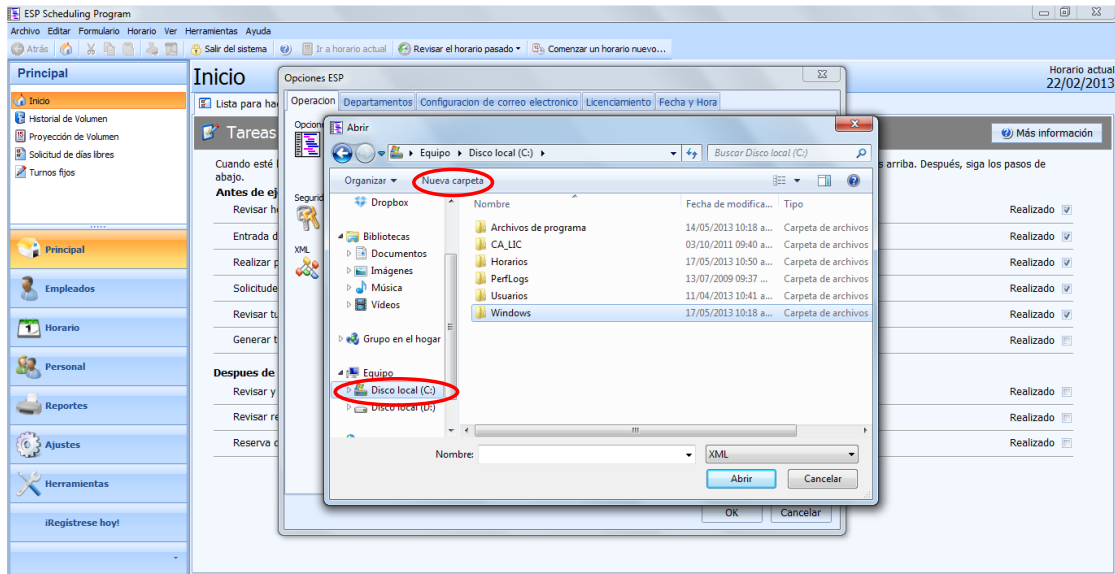 ESP Scheduling Program
Archivo Editar Formulario Horario Ver Herramientas Ayuda
Atrás Salir del sistema Ir a horario actual Revisar el horario pasado Comenzar un horario nuevo...
Principal
Inicio
Historial de Volumen
Proyección de Volumen
Solicitud de días libres
Turnos fijos
Principal
Empleados
Horario
Personal
Reportes
Ajustes
Herramientas
¡Regístrese hoy!
Inicio
Horario actual
22/02/2013
Lista para ha
Tareas
Más información
Cuando esté
s arriba. Después, siga los pasos de
abajo.
Antes de ej
Revisar h
Realizado
Entrada d
Realizado
Realizar p
Realizado
Solicitude
Realizado
Revisar tu
Realizado
Generar t
Realizado
Despues de
Revisar y
Realizado
Revisar re
Realizado
Reserva d
Realizado
Opciones ESP
Operacion Departamentos Configuracion de correo electronico Licenciamiento Fecha y Hora
Opcion
Segurid
XML
OK Cancelar
Abrir
Equipo Disco local (C:)
Buscar Disco local (C:)
Organizar Nueva carpeta
Dropbox
Bibliotecas
Documentos
Imágenes
Música
Vídeos
Grupo en el hogar
Equipo
Disco local (C:)
Disco local (D:)
Nombre Fecha de modifica... Tipo
Archivos de programa 14/05/2013 10:18 a... Carpeta de archivos
CA_LIC 03/10/2011 09:40 a... Carpeta de archivos
Horarios 17/05/2013 10:50 a... Carpeta de archivos
PerfLogs 13/07/2009 09:37 ... Carpeta de archivos
Usuarios 11/04/2013 10:41 a... Carpeta de archivos
Windows 17/05/2013 10:18 a... Carpeta de archivos
Nombre:
XML
Abrir Cancelar